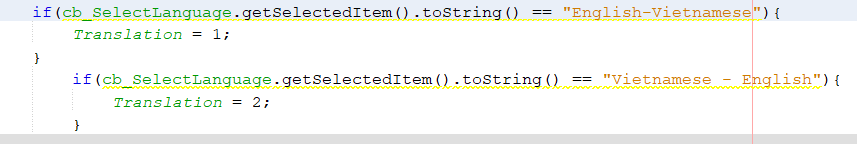 if(cb_SelectLanguage.getSelectedItem().toString() == "English-Vietnamese"){
Translation = 1;
}
if(cb_SelectLanguage.getSelectedItem().toString() == "Vietnamese - English"){
Translation = 2;
}